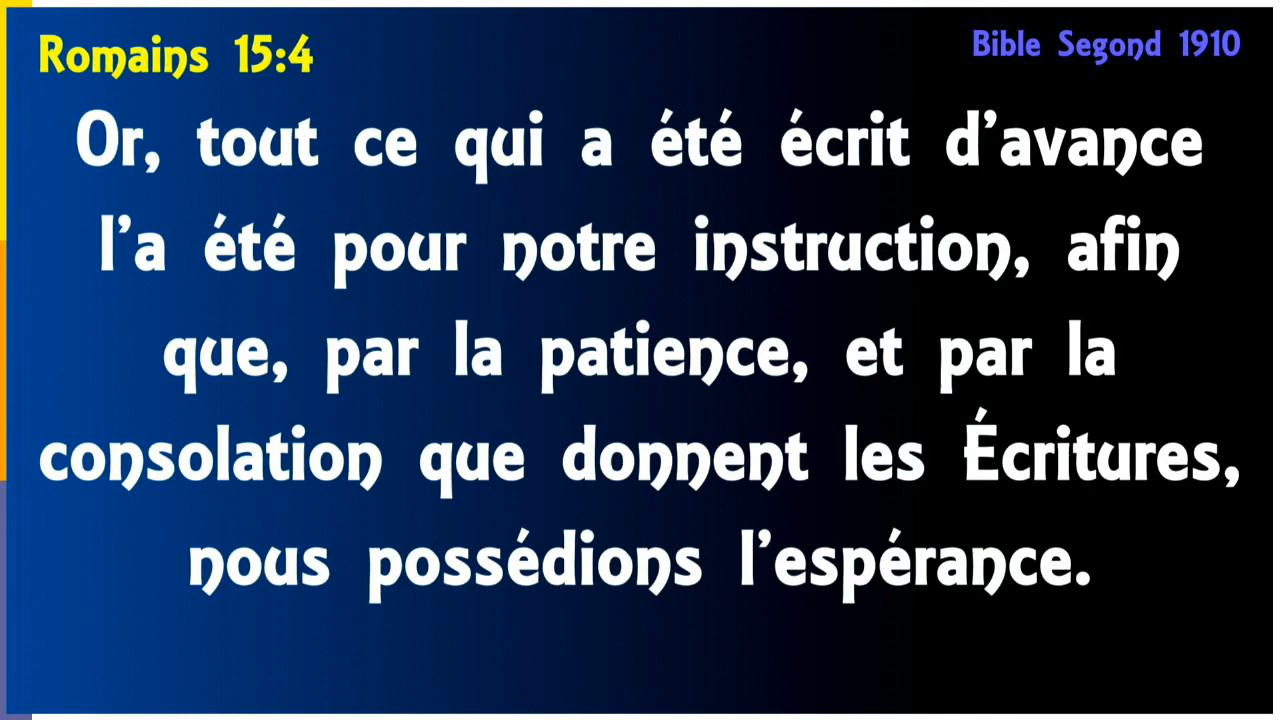 Romains 15:4
Bible Segond 1910
Or, tout ce qui a été écrit d’avance
l’a été pour notre instruction, afin
que, par la patience, et par la
consolation que donnent les Écritures,
nous possédions l’espérance.